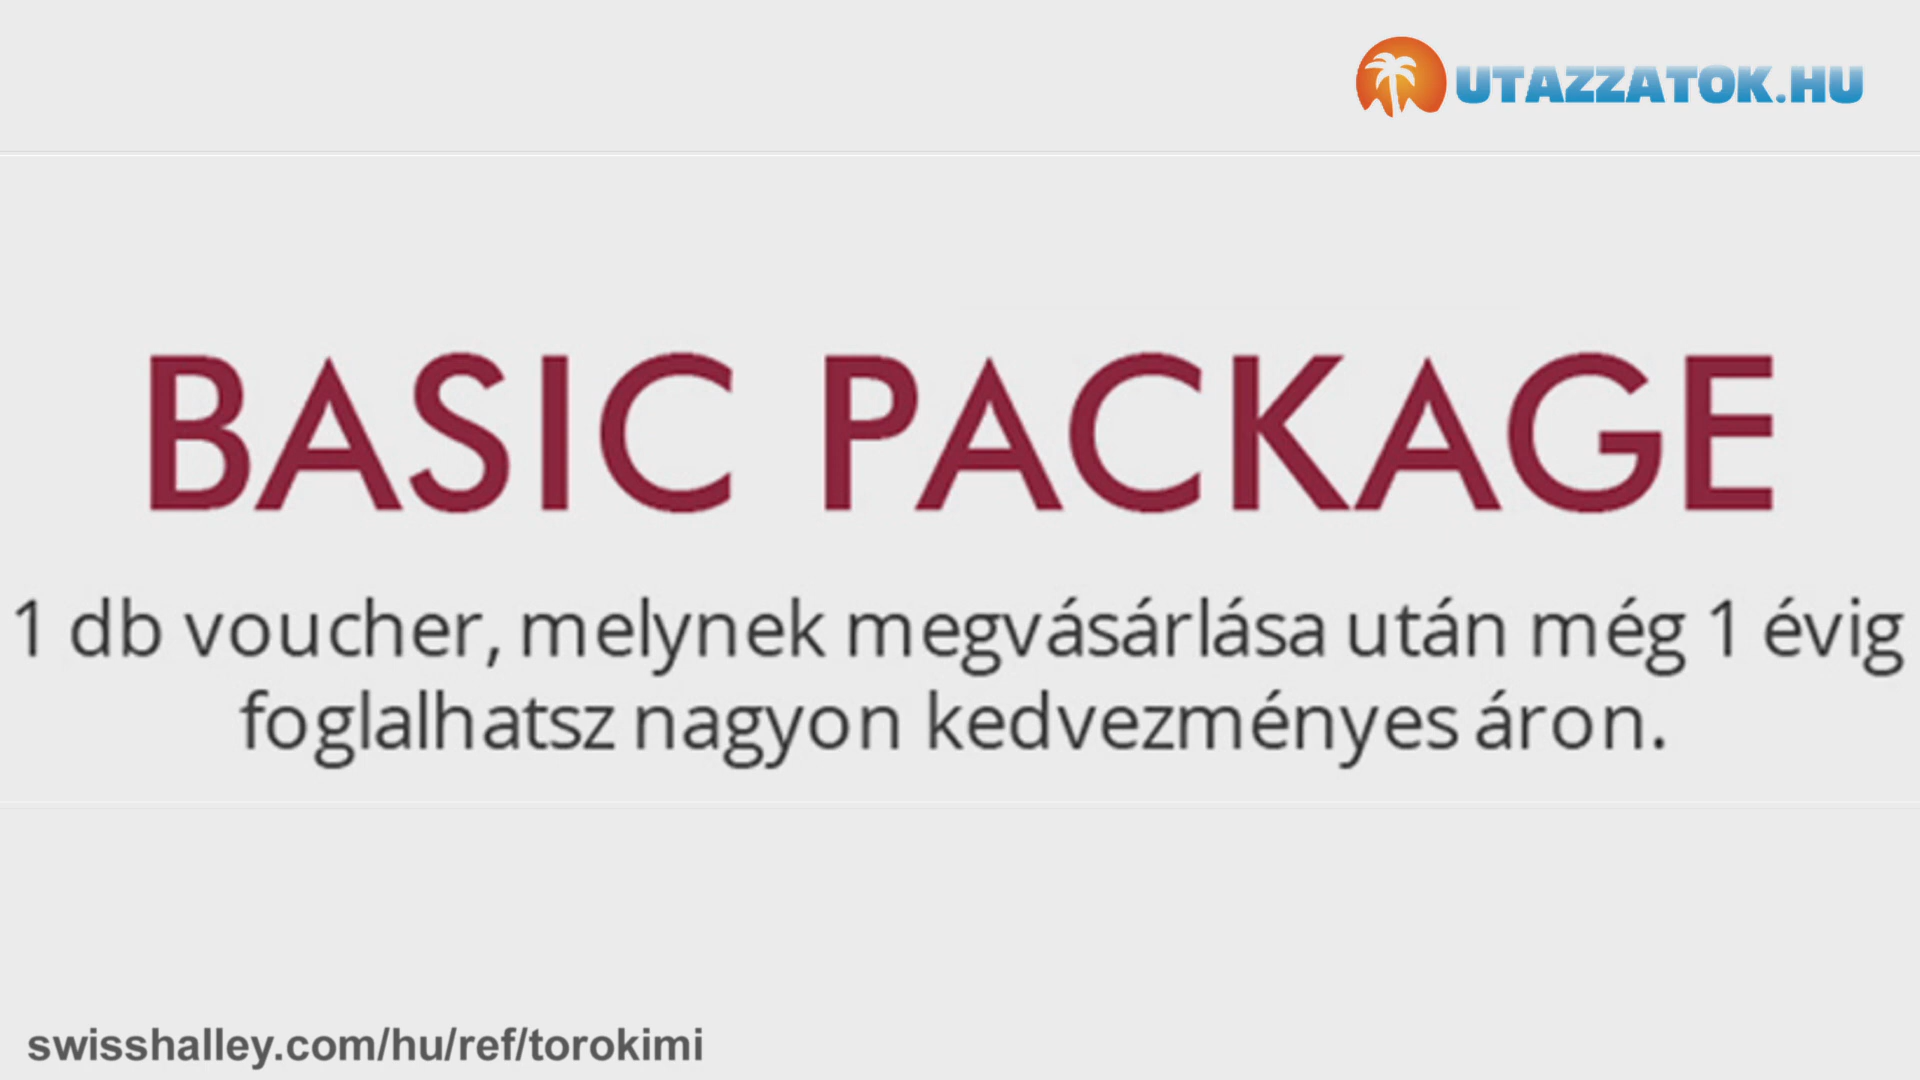 UTAZZATOK.HU
BASIC PACKAGE
1 db voucher, melynek megvásárlása után még 1 évig
foglalhatsz nagyon kedvezményes áron.
swisshalley.com/hu/ref/torokimi